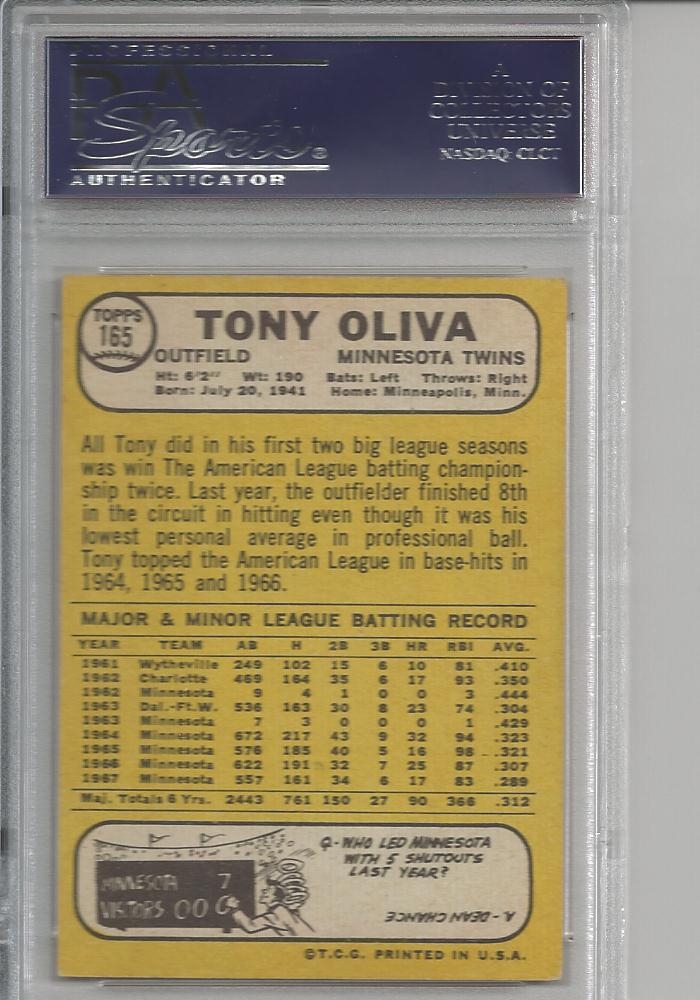 PROFESSIONAL
PSA
Sports
AUTHENTICATOR
A
DIVISION OF
COLLECTORS
UNIVERSE
NASDAQ: CLCT
TOPPS
165
TONY OLIVA
OUTFIELD MINNESOTA TWINS
Ht: 6'2" Wt: 190 Bats: Left Throws: Right
Born: July 20, 1941 Home: Minneapolis, Minn.
All Tony did in his first two big league seasons
was win The American League batting champion-
ship twice. Last year, the outfielder finished 8th
in the circuit in hitting even though it was his
lowest personal average in professional ball.
Tony topped the American League in base-hits in
1964, 1965 and 1966.
MAJOR & MINOR LEAGUE BATTING RECORD
YEAR TEAM AB H 2B 3B HR RBI AVG.
1961 Wytheville 249 102 15 6 10 81 .410
1962 Charlotte 469 164 35 6 17 93 .350
1962 Minnesota 9 4 1 0 0 3 .444
1963 Dal.-Ft.W. 536 163 30 8 23 74 .304
1963 Minnesota 7 3 0 0 0 1 .429
1964 Minnesota 672 217 43 9 32 94 .323
1965 Minnesota 576 185 40 5 16 98 .321
1966 Minnesota 622 191 32 7 25 87 .307
1967 Minnesota 557 161 34 6 17 83 .289
Maj. Totals 6 Yrs. 2443 761 150 27 90 366 .312
Q-WHO LED MINNESOTA
WITH 5 SHUTOUTS
LAST YEAR?
MINNESOTA 7
VISITORS 000
A-DEAN CHANCE
©T.C.G. PRINTED IN U.S.A.